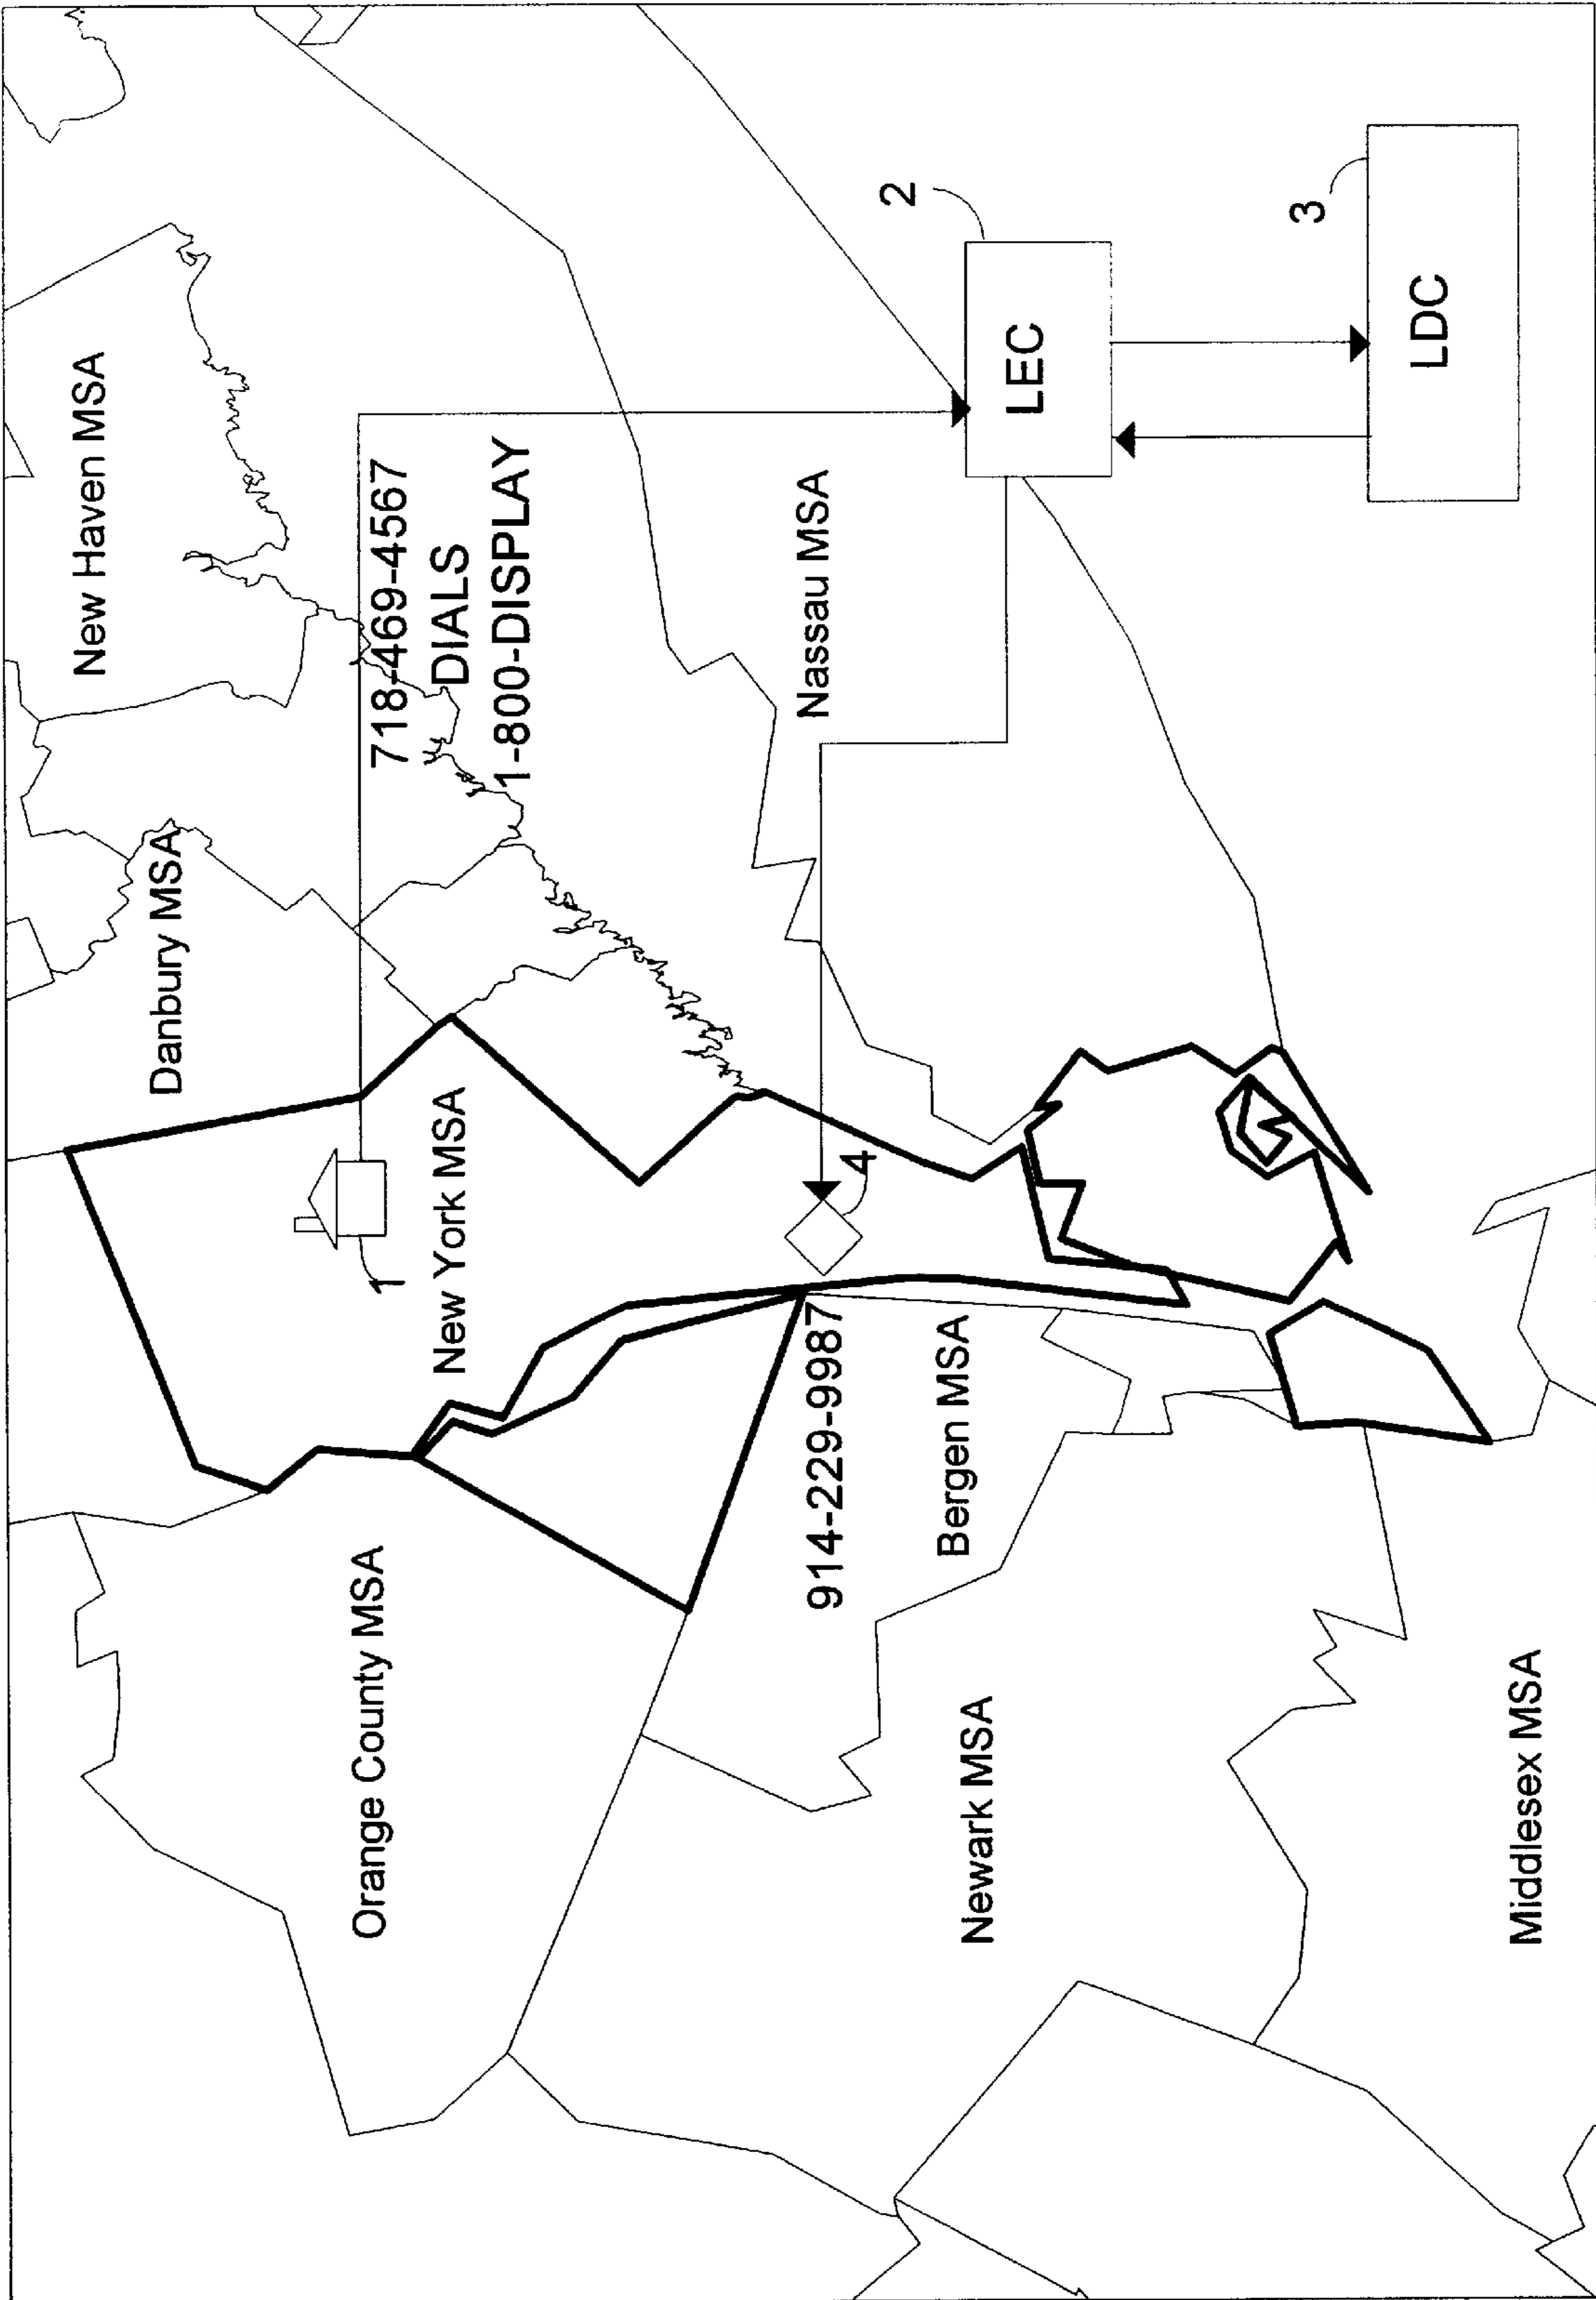 New Haven MSA
Danbury MSA
718-469-4567
DIALS
1-800-DISPLAY
New York MSA
1
Orange County MSA
Nassau MSA
4
914-229-9987
LEC
2
Bergen MSA
Newark MSA
LDC
3
Middlesex MSA